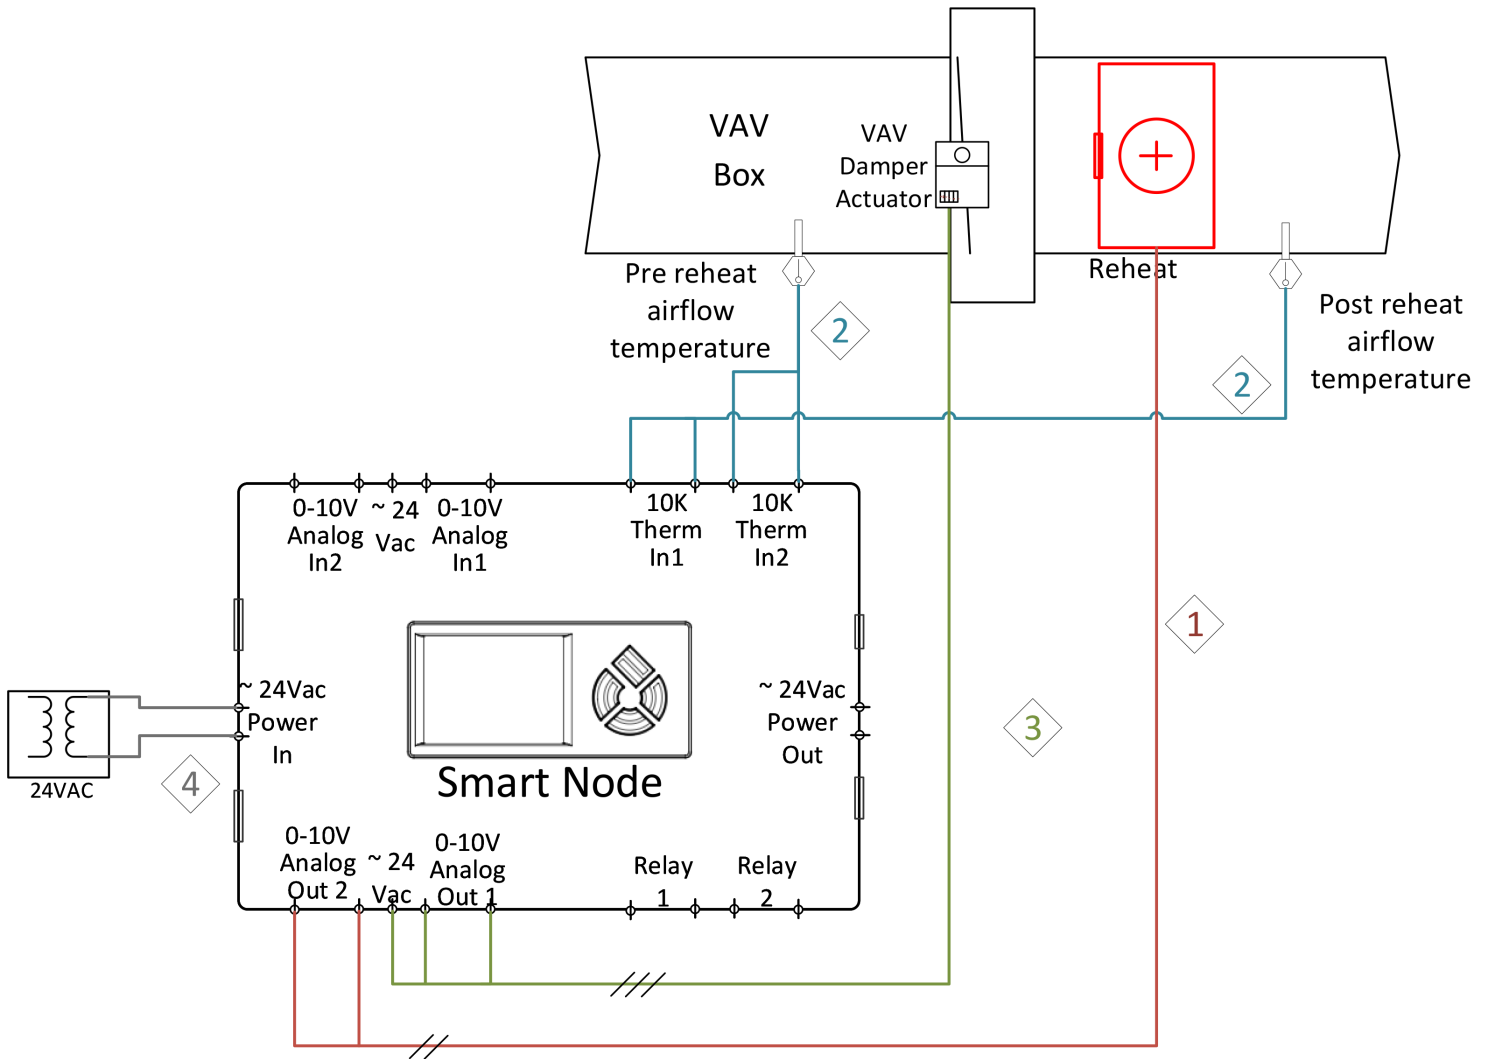 VAV
Box
VAV
Damper
Actuator
Reheat
Pre reheat
airflow
temperature
2
Post reheat
airflow
temperature
2
0-10V
Analog
In2
~ 24
Vac
0-10V
Analog
In1
10K
Therm
In1
10K
Therm
In2
1
~ 24Vac
Power
In
~ 24Vac
Power
Out
3
24VAC
4
Smart Node
0-10V
Analog
Out 2
~ 24
Vac
0-10V
Analog
Out 1
Relay
1
Relay
2